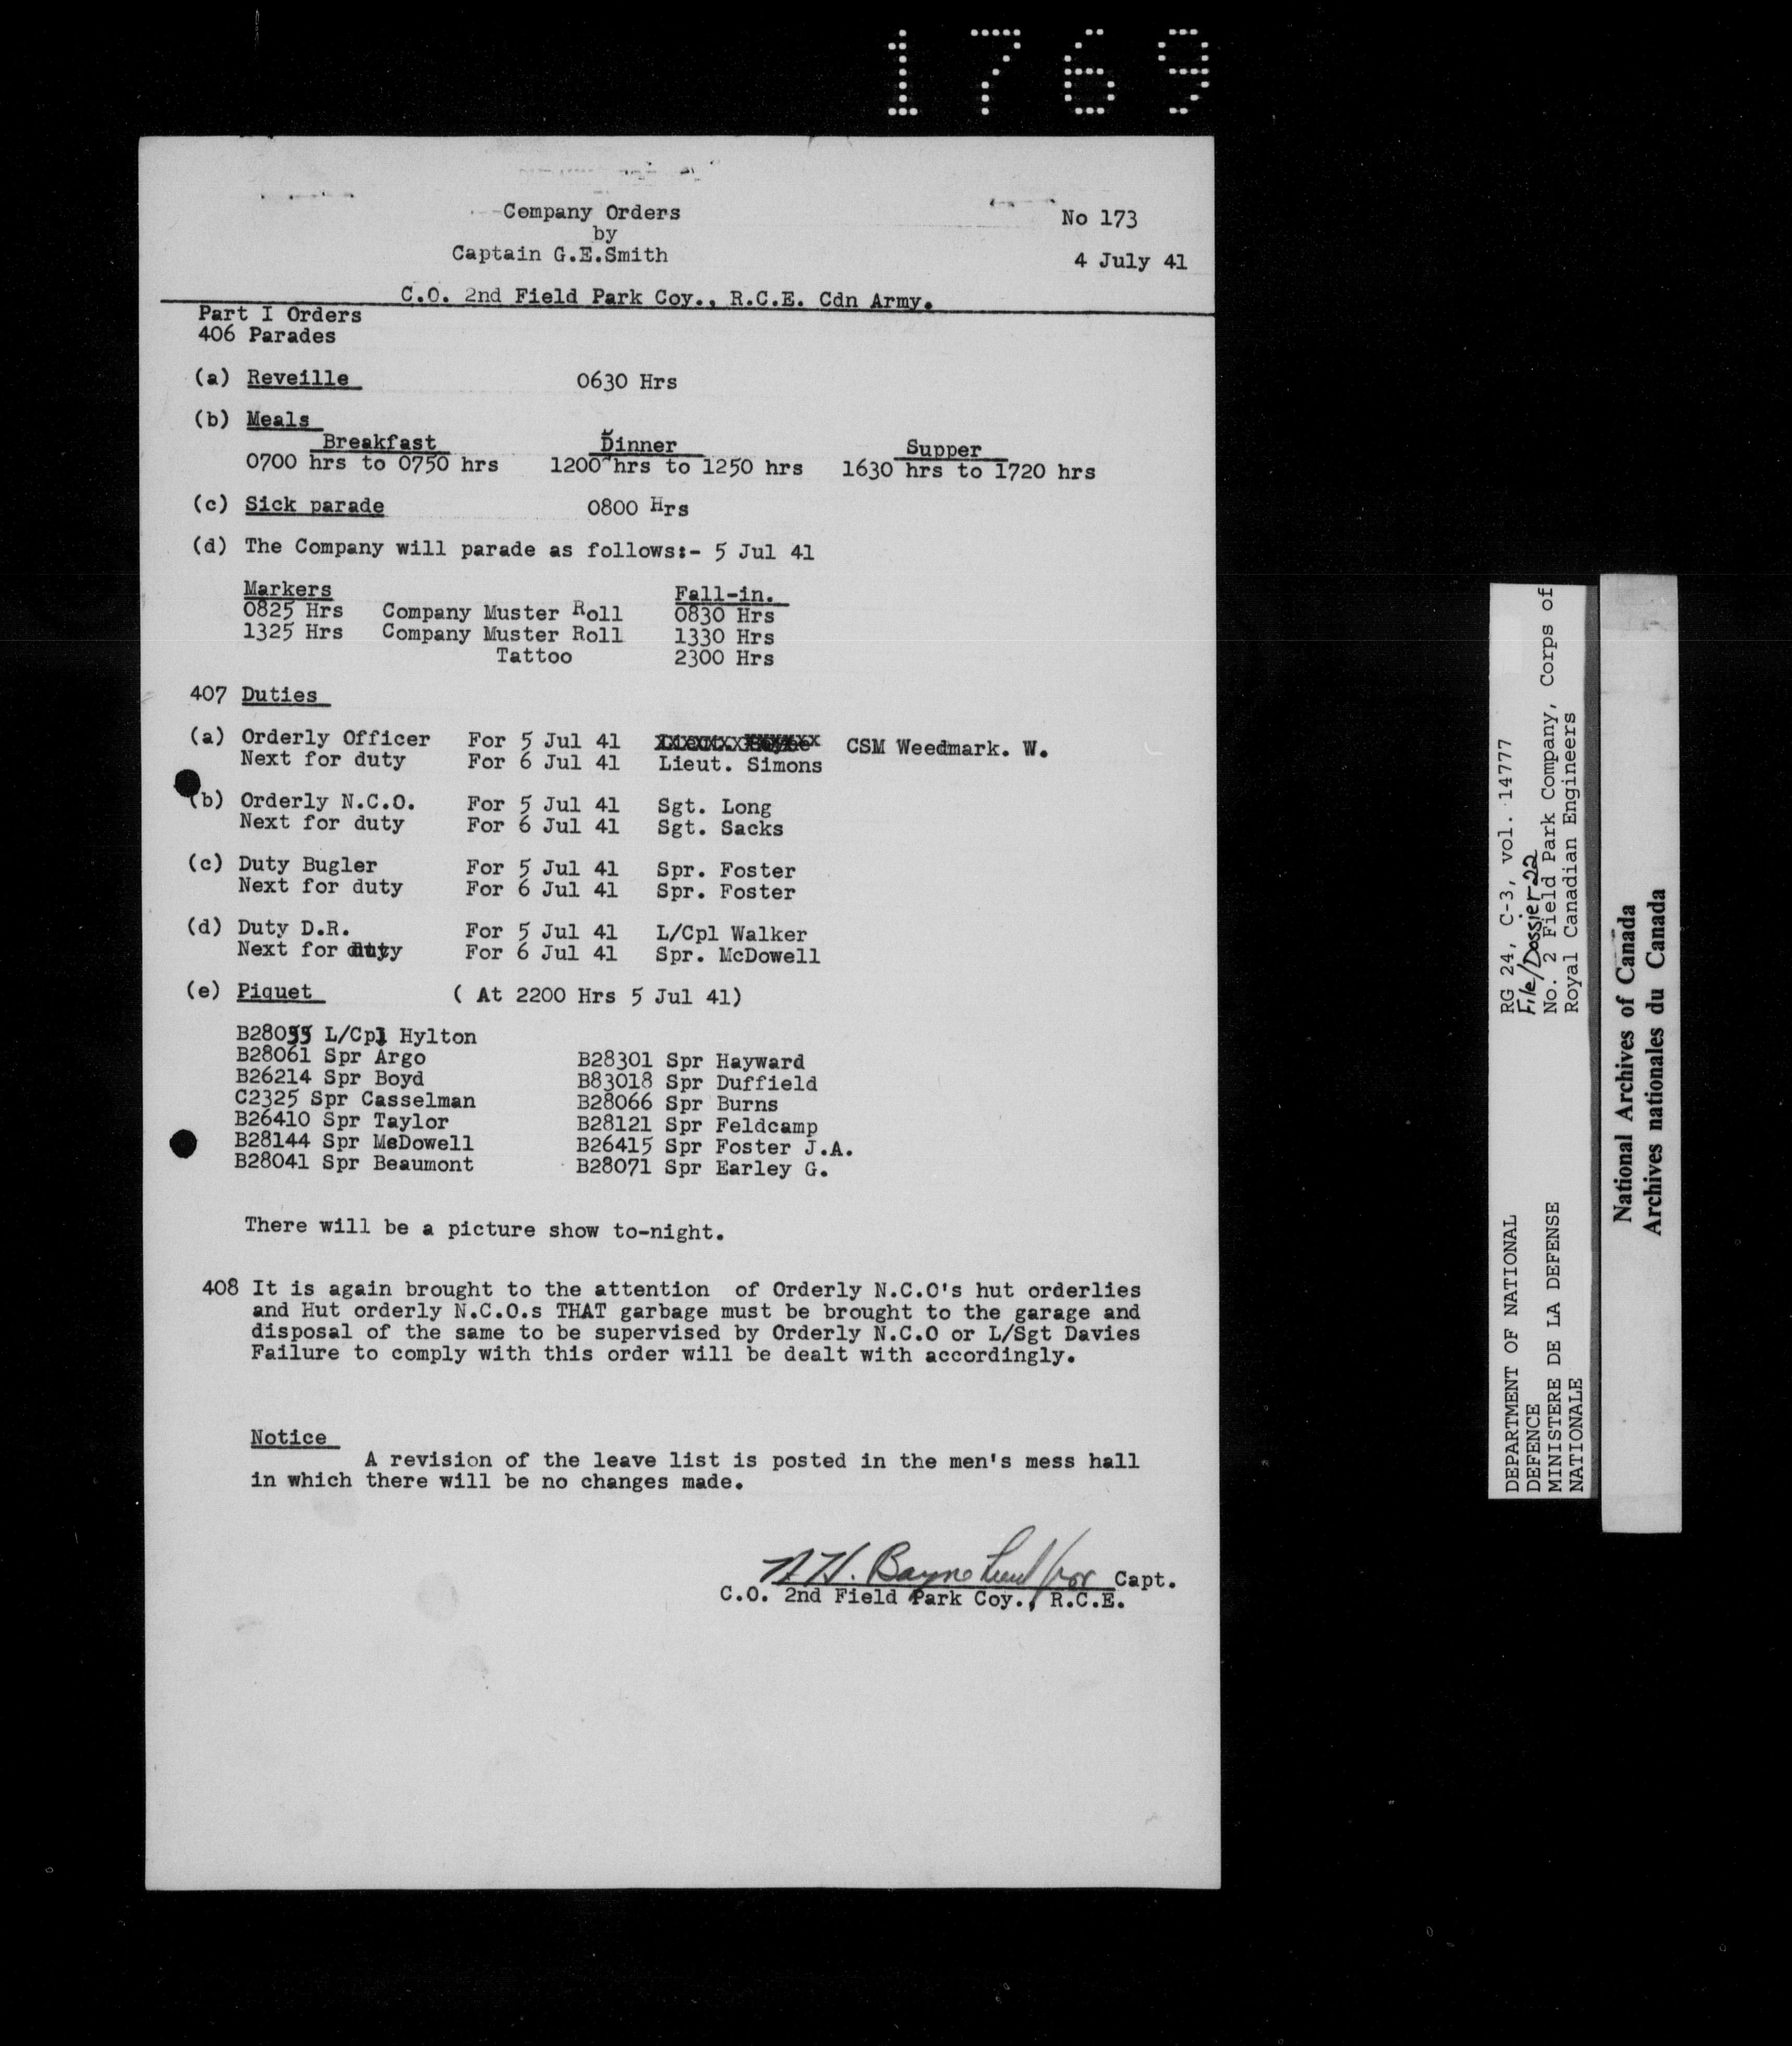 1769
Company Orders
No 173
by
Captain G.E.Smith
4 July 41
C.O. 2nd Field Park Coy., R.C.E. Cdn Army.
Part I Orders
406 Parades
(a) Reveille 0630 Hrs
(b) Meals
Breakfast Dinner Supper
0700 hrs to 0750 hrs 1200 hrs to 1250 hrs 1630 hrs to 1720 hrs
(c) Sick parade 0800 Hrs
(d) The Company will parade as follows:- 5 Jul 41
Markers Fall-in.
0825 Hrs Company Muster Roll 0830 Hrs
1325 Hrs Company Muster Roll 1330 Hrs
Tattoo 2300 Hrs
407 Duties
(a) Orderly Officer For 5 Jul 41 CSM Weedmark. W.
Next for duty For 6 Jul 41 Lieut. Simons
(b) Orderly N.C.O. For 5 Jul 41 Sgt. Long
Next for duty For 6 Jul 41 Sgt. Sacks
(c) Duty Bugler For 5 Jul 41 Spr. Foster
Next for duty For 6 Jul 41 Spr. Foster
(d) Duty D.R. For 5 Jul 41 L/Cpl Walker
Next for duty For 6 Jul 41 Spr. McDowell
(e) Piquet ( At 2200 Hrs 5 Jul 41)
L/Cpl Hylton
B28061 Spr Argo B28301 Spr Hayward
B26214 Spr Boyd B83018 Spr Duffield
C2325 Spr Casselman B28066 Spr Burns
B26410 Spr Taylor B28121 Spr Feldcamp
B28144 Spr McDowell B26415 Spr Foster J.A.
B28041 Spr Beaumont B28071 Spr Earley G.
There will be a picture show to-night.
408 It is again brought to the attention of Orderly N.C.O's hut orderlies
and Hut orderly N.C.O.s THAT garbage must be brought to the garage and
disposal of the same to be supervised by Orderly N.C.O or L/Sgt Davies
Failure to comply with this order will be dealt with accordingly.
Notice
A revision of the leave list is posted in the men's mess hall
in which there will be no changes made.
Bayne Lieut for Capt.
C.O. 2nd Field Park Coy., R.C.E.
DEPARTMENT OF NATIONAL
DEFENCE
MINISTERE DE LA DEFENSE
NATIONALE
RG 24, C-3, vol. 14777
File/Dossier 22
No. 2 Field Park Company, Corps of
Royal Canadian Engineers
National Archives of Canada
Archives nationales du Canada